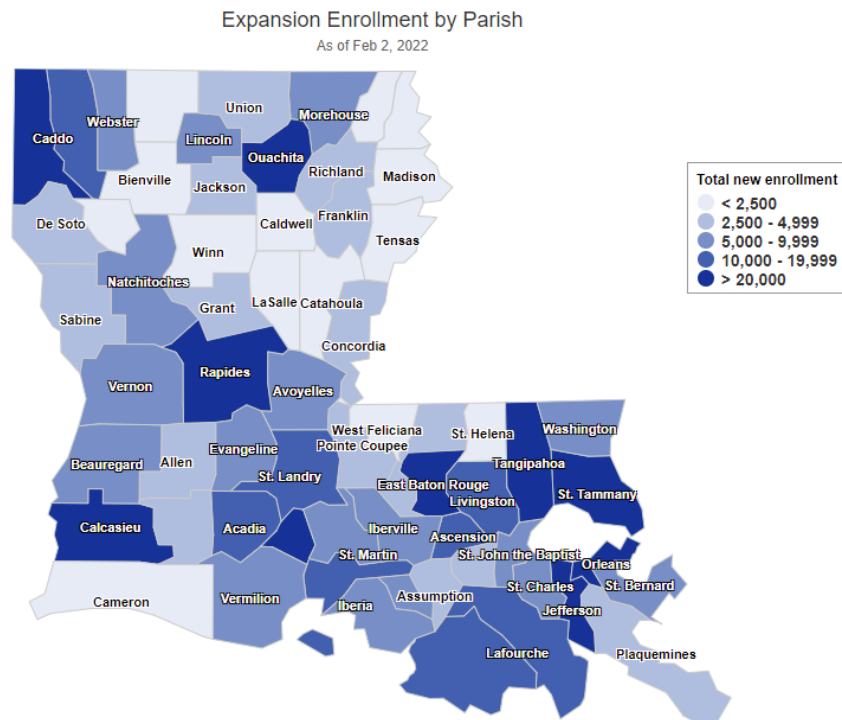 Expansion Enrollment by Parish
As of Feb 2, 2022
Union
Morehouse
Webster
Caddo
Lincoln
Ouachita
Richland
Madison
Bienville
Jackson
Franklin
De Soto
Caldwell
Tensas
Winn
Natchitoches
LaSalle
Catahoula
Grant
Sabine
Concordia
Rapides
Vernon
Avoyelles
West Feliciana
St. Helena
Washington
Pointe Coupee
Evangeline
Beauregard
Allen
Tangipahoa
St. Landry
East Baton Rouge
St. Tammany
Livingston
Calcasieu
Acadia
Iberville
Ascension
St. Martin
St. John the Baptist
Orleans
St. Charles
St. Bernard
Cameron
Vermilion
Iberia
Assumption
Jefferson
Lafourche
Plaquemines
Total new enrollment
< 2,500
2,500 - 4,999
5,000 - 9,999
10,000 - 19,999
> 20,000